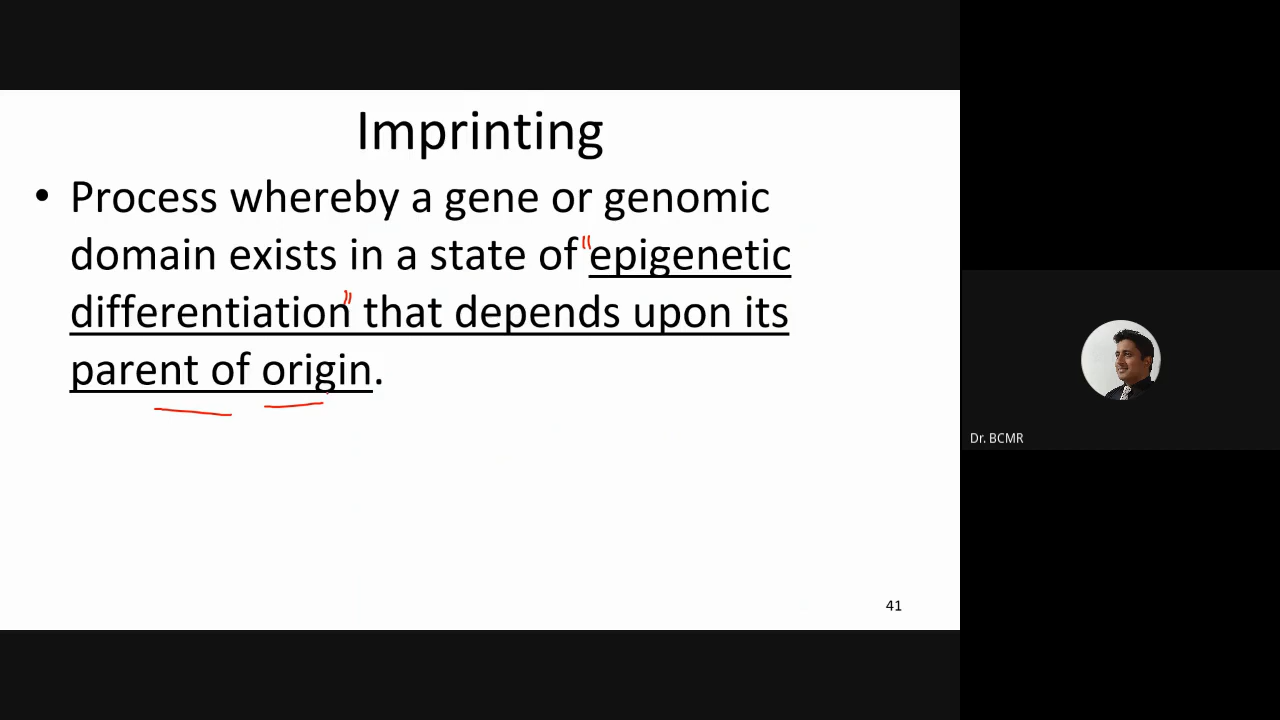 Imprinting
• Process whereby a gene or genomic
domain exists in a state of "epigenetic
differentiation" that depends upon its
parent of origin.
41
Dr. BCMR